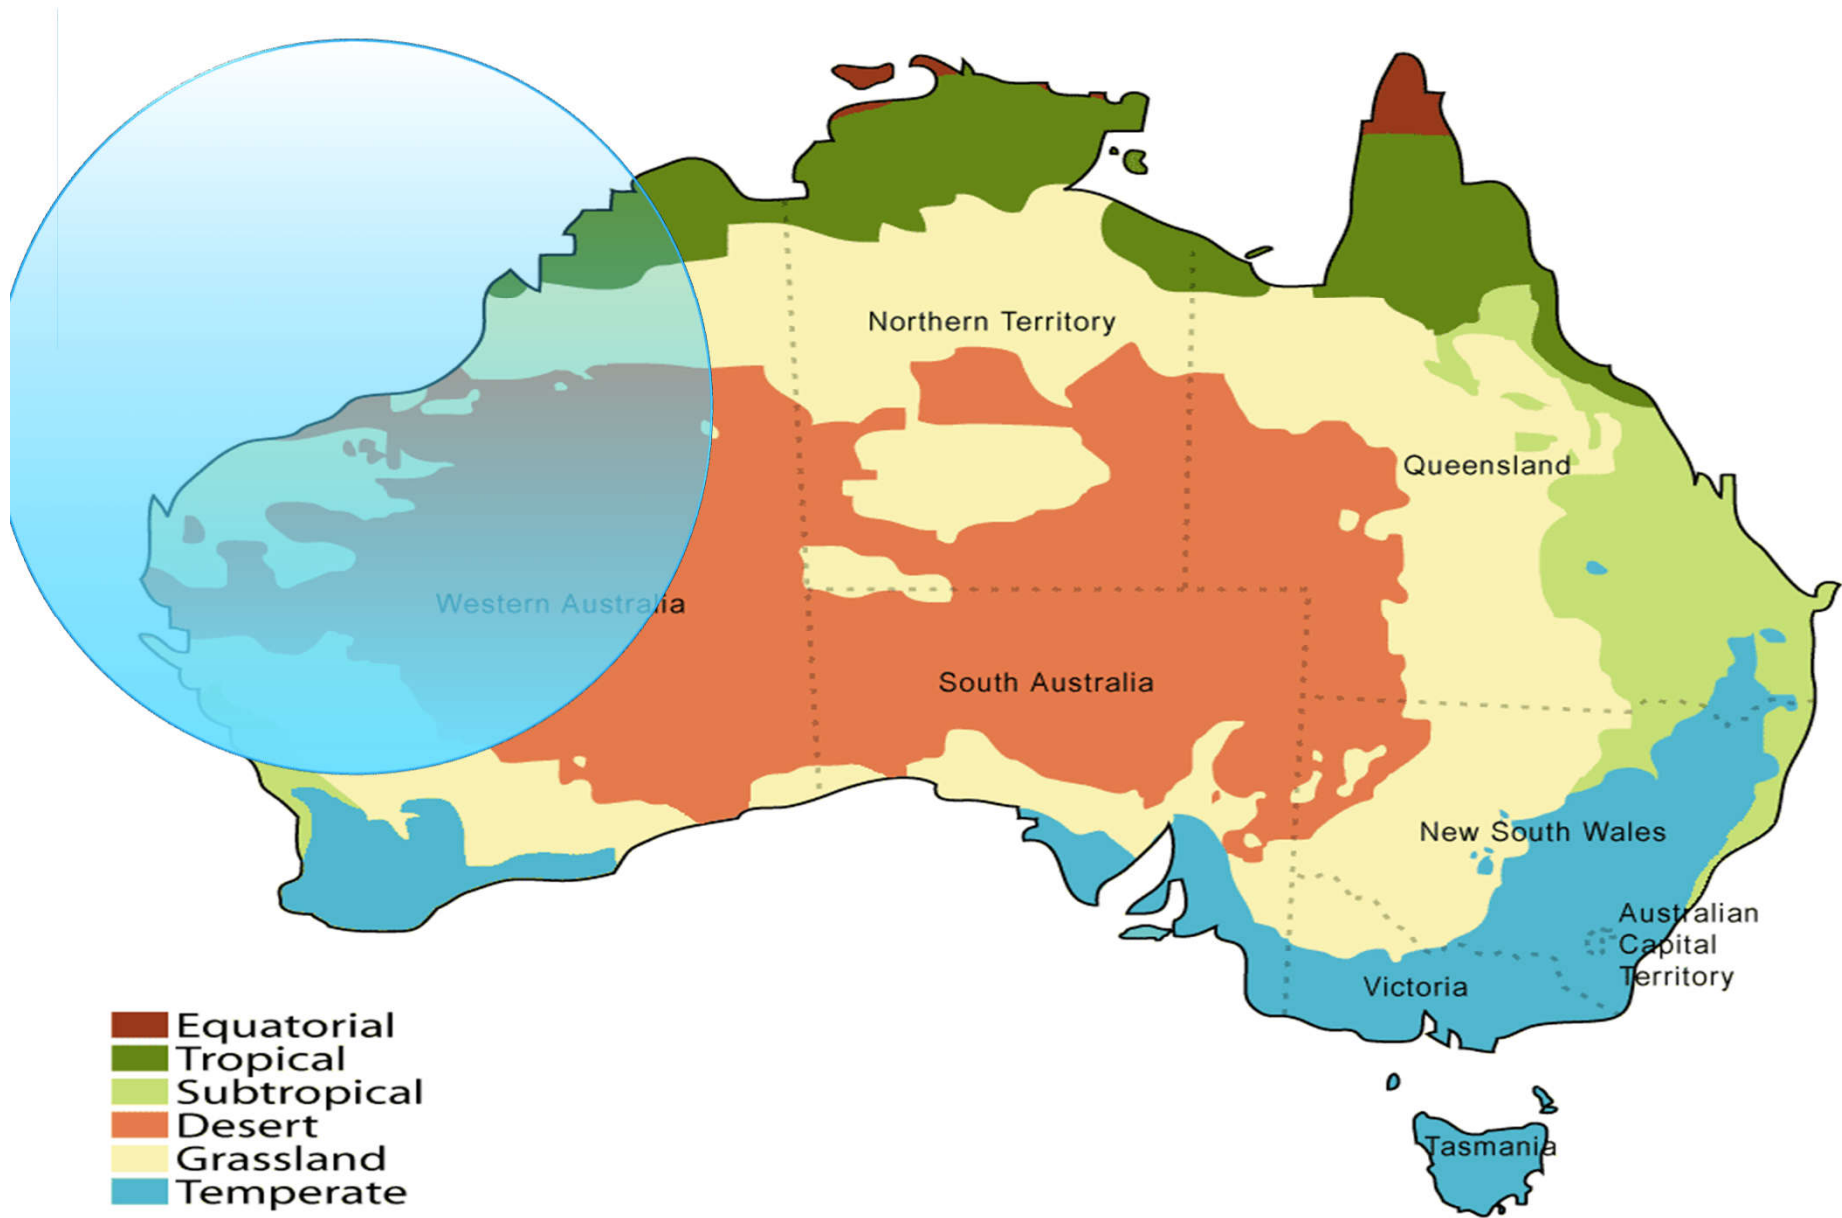 Northern Territory
Queensland
Western Australia
South Australia
New South Wales
Australian
Capital
Territory
Victoria
Tasmania
Equatorial
Tropical
Subtropical
Desert
Grassland
Temperate